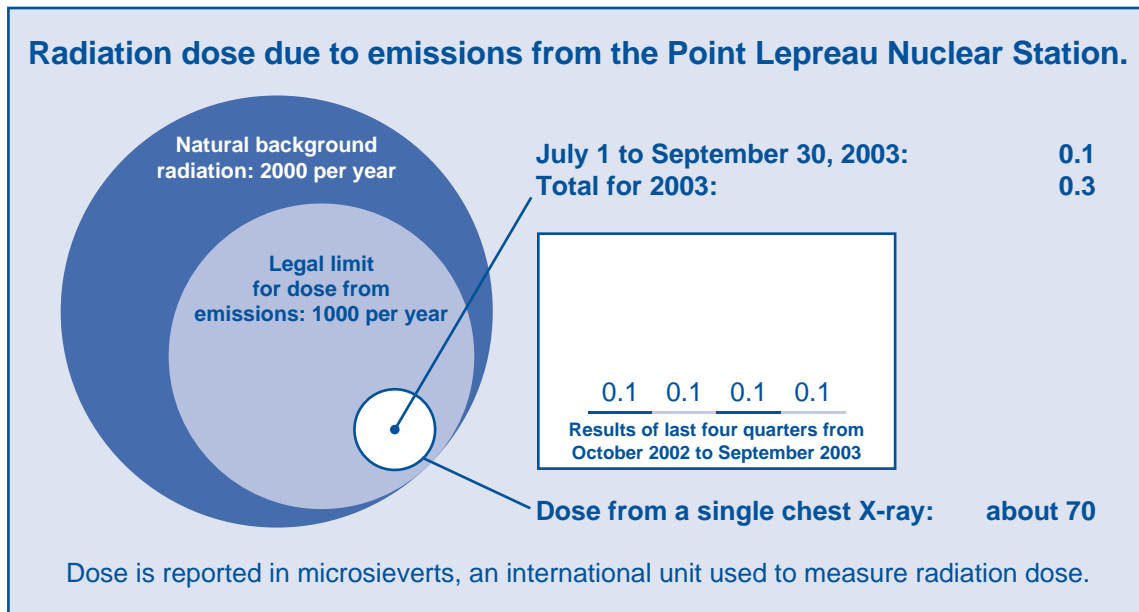 Radiation dose due to emissions from the Point Lepreau Nuclear Station.
Natural background
radiation: 2000 per year
Legal limit
for dose from
emissions: 1000 per year
July 1 to September 30, 2003: 0.1
Total for 2003: 0.3
0.1 0.1 0.1 0.1
Results of last four quarters from
October 2002 to September 2003
Dose from a single chest X-ray: about 70
Dose is reported in microsieverts, an international unit used to measure radiation dose.